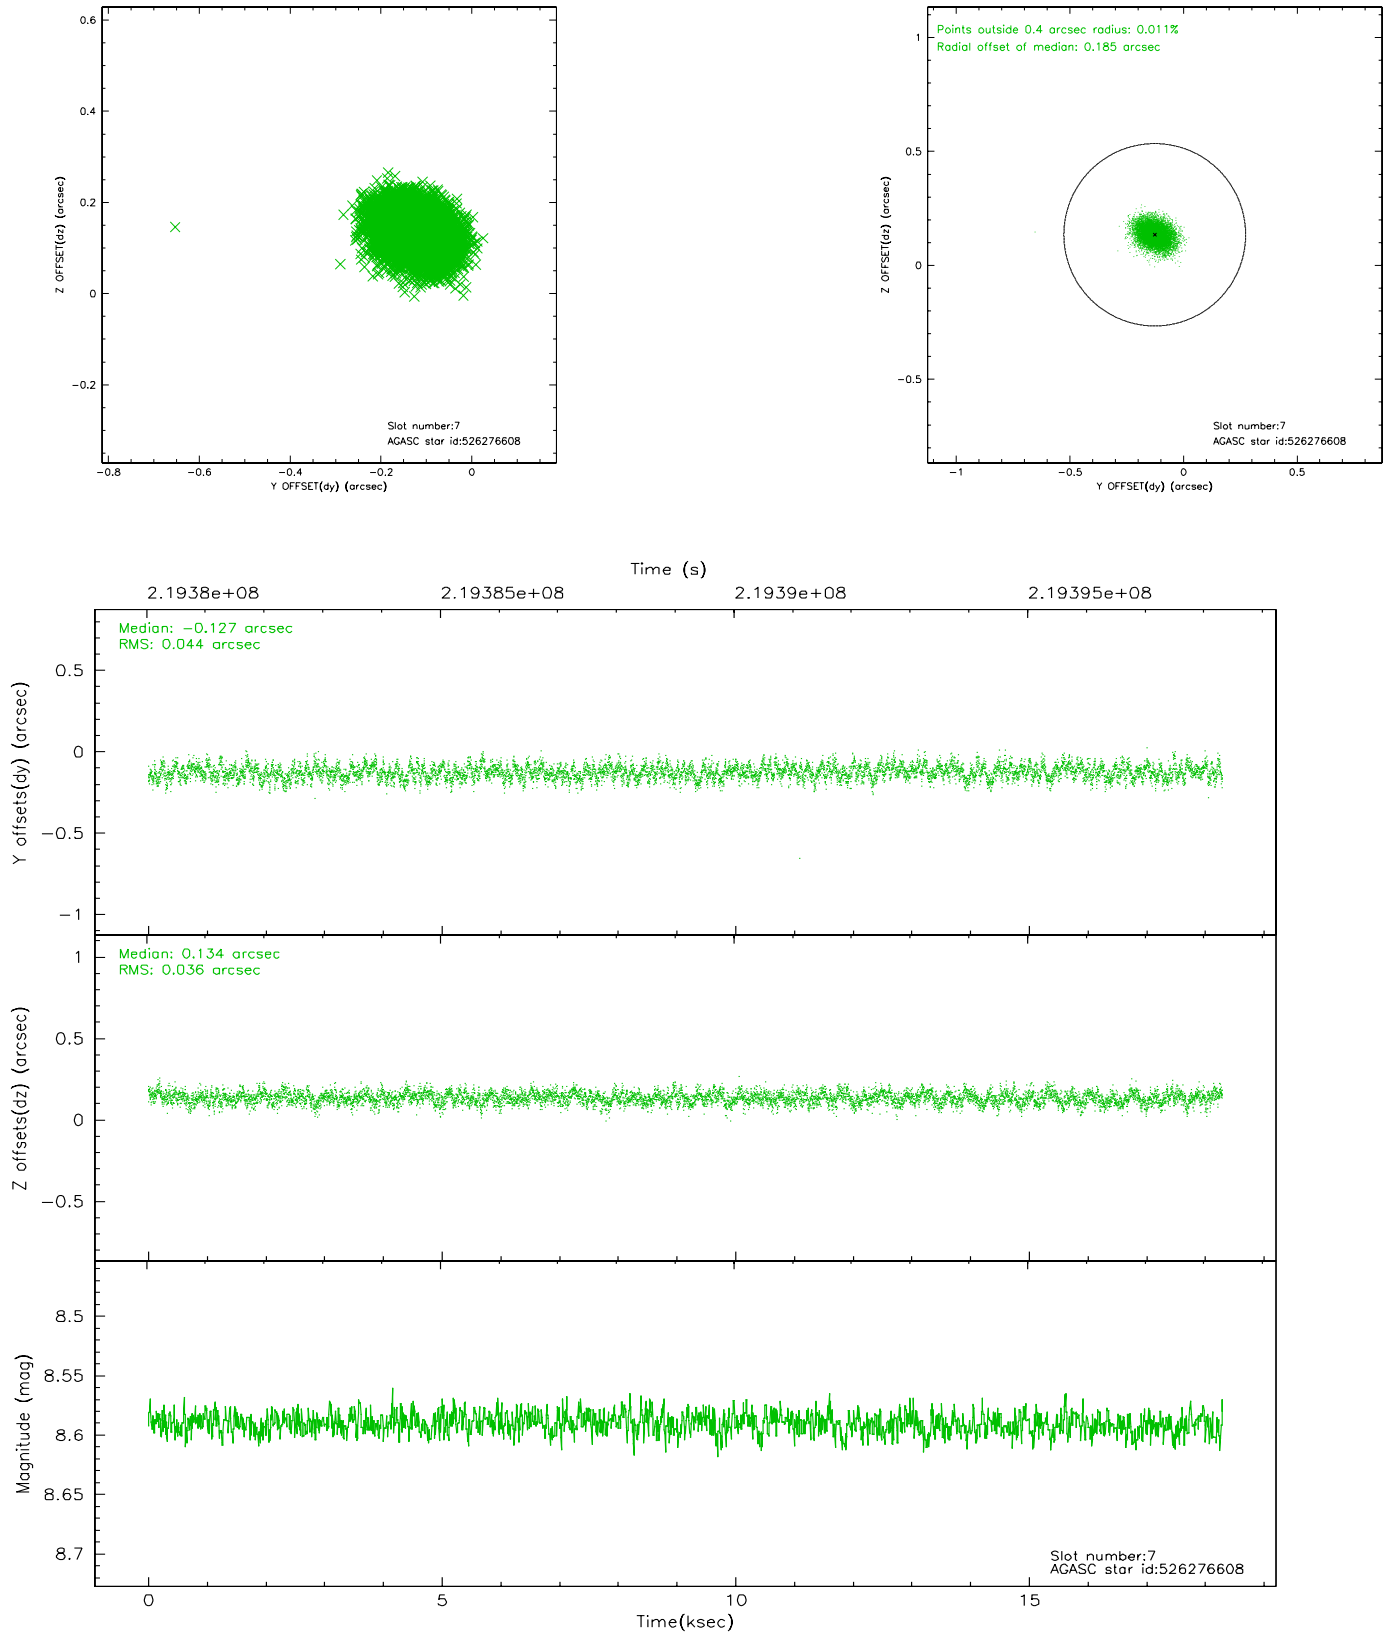 0.6
0.4
0.2
0
−0.2
Z OFFSET(dz) (arcsec)
Slot number:7
AGASC star id:526276608
−0.8
−0.6
−0.4
−0.2
0
Y OFFSET(dy) (arcsec)
Points outside 0.4 arcsec radius: 0.011%
Radial offset of median: 0.185 arcsec
1
0.5
0
−0.5
Z OFFSET(dz) (arcsec)
Slot number:7
AGASC star id:526276608
−1
−0.5
0
0.5
Y OFFSET(dy) (arcsec)
Time (s)
2.1938e+08
2.19385e+08
2.1939e+08
2.19395e+08
Median: −0.127 arcsec
RMS: 0.044 arcsec
0.5
0
−0.5
−1
Y offsets(dy) (arcsec)
Median: 0.134 arcsec
RMS: 0.036 arcsec
1
0.5
0
−0.5
Z offsets(dz) (arcsec)
8.5
8.55
8.6
8.65
8.7
Magnitude (mag)
Slot number:7
AGASC star id:526276608
0
5
10
15
Time(ksec)